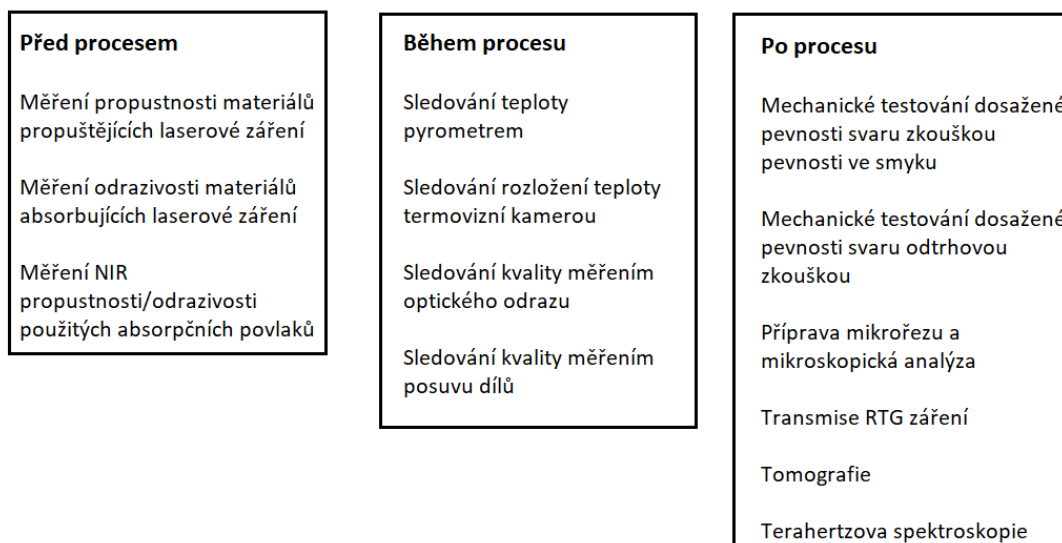 Před procesem
Měření propustnosti materiálů
propuštějících laserové záření
Měření odrazivosti materiálů
absorbujících laserové záření
Měření NIR
propustnosti/odrazivosti
použitých absorpčních povlaků
Během procesu
Sledování teploty
pyrometrem
Sledování rozložení teploty
termovizní kamerou
Sledování kvality měřením
optického odrazu
Sledování kvality měřením
posuvu dílů
Po procesu
Mechanické testování dosažené
pevnosti svaru zkouškou
pevnosti ve smyku
Mechanické testování dosažené
pevnosti svaru odtrhovou
zkouškou
Příprava mikrořezu a
mikroskopická analýza
Transmise RTG záření
Tomografie
Terahertzova spektroskopie